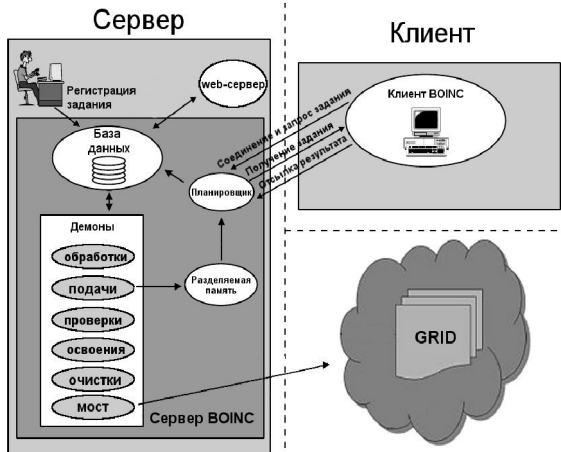 Сервер
Клиент
Регистрация
задания
web-сервер
Клиент BOINC
База
данных
Соединение и запрос задания
Получение задания
Отсылка результата
Планировщик
Демоны
обработки
подачи
проверки
освоения
очистки
мост
Разделяемая
память
Сервер BOINC
GRID